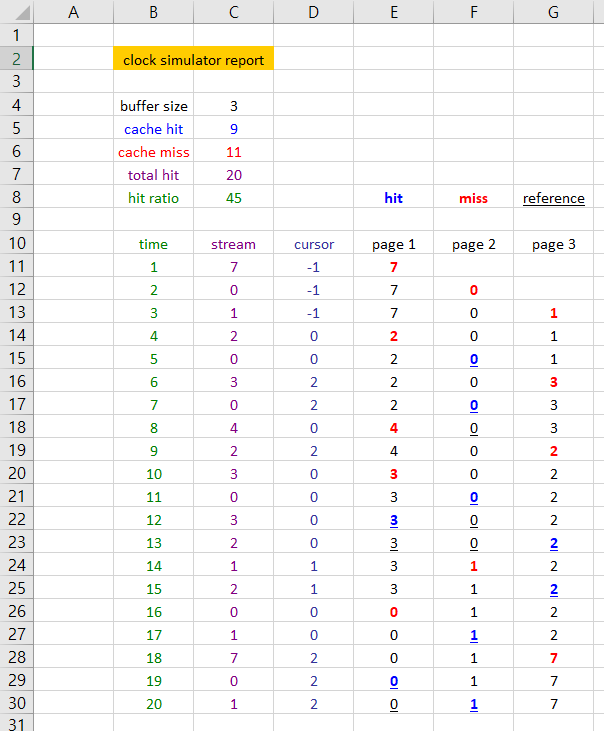 A B C D E F G
1
2 clock simulator report
3
4 buffer size 3
5 cache hit 9
6 cache miss 11
7 total hit 20
8 hit ratio 45 hit miss reference
9
10 time stream cursor page 1 page 2 page 3
11 1 7 -1 7
12 2 0 -1 7 0
13 3 1 -1 7 0 1
14 4 2 0 2 0 1
15 5 0 0 2 0 1
16 6 3 2 2 0 3
17 7 0 2 2 0 3
18 8 4 0 4 0 3
19 9 2 2 4 0 2
20 10 3 0 3 0 2
21 11 0 0 3 0 2
22 12 3 0 3 0 2
23 13 2 0 3 0 2
24 14 1 1 3 1 2
25 15 2 1 3 1 2
26 16 0 0 0 1 2
27 17 1 0 0 1 2
28 18 7 2 0 1 7
29 19 0 2 0 1 7
30 20 1 2 0 1 7
31